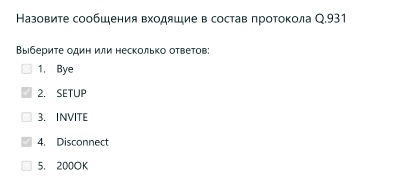 Назовите сообщения входящие в состав протокола Q.931
Выберите один или несколько ответов:
1. Bye
2. SETUP
3. INVITE
4. Disconnect
5. 200OK